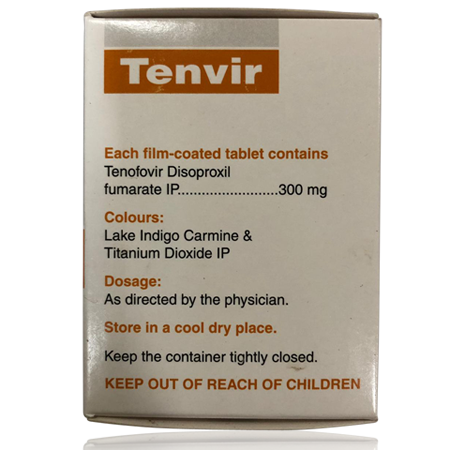 Tenvir
Each film-coated tablet contains
Tenofovir Disoproxil
fumarate IP.........................300 mg
Colours:
Lake Indigo Carmine &
Titanium Dioxide IP
Dosage:
As directed by the physician.
Store in a cool dry place.
Keep the container tightly closed.
KEEP OUT OF REACH OF CHILDREN